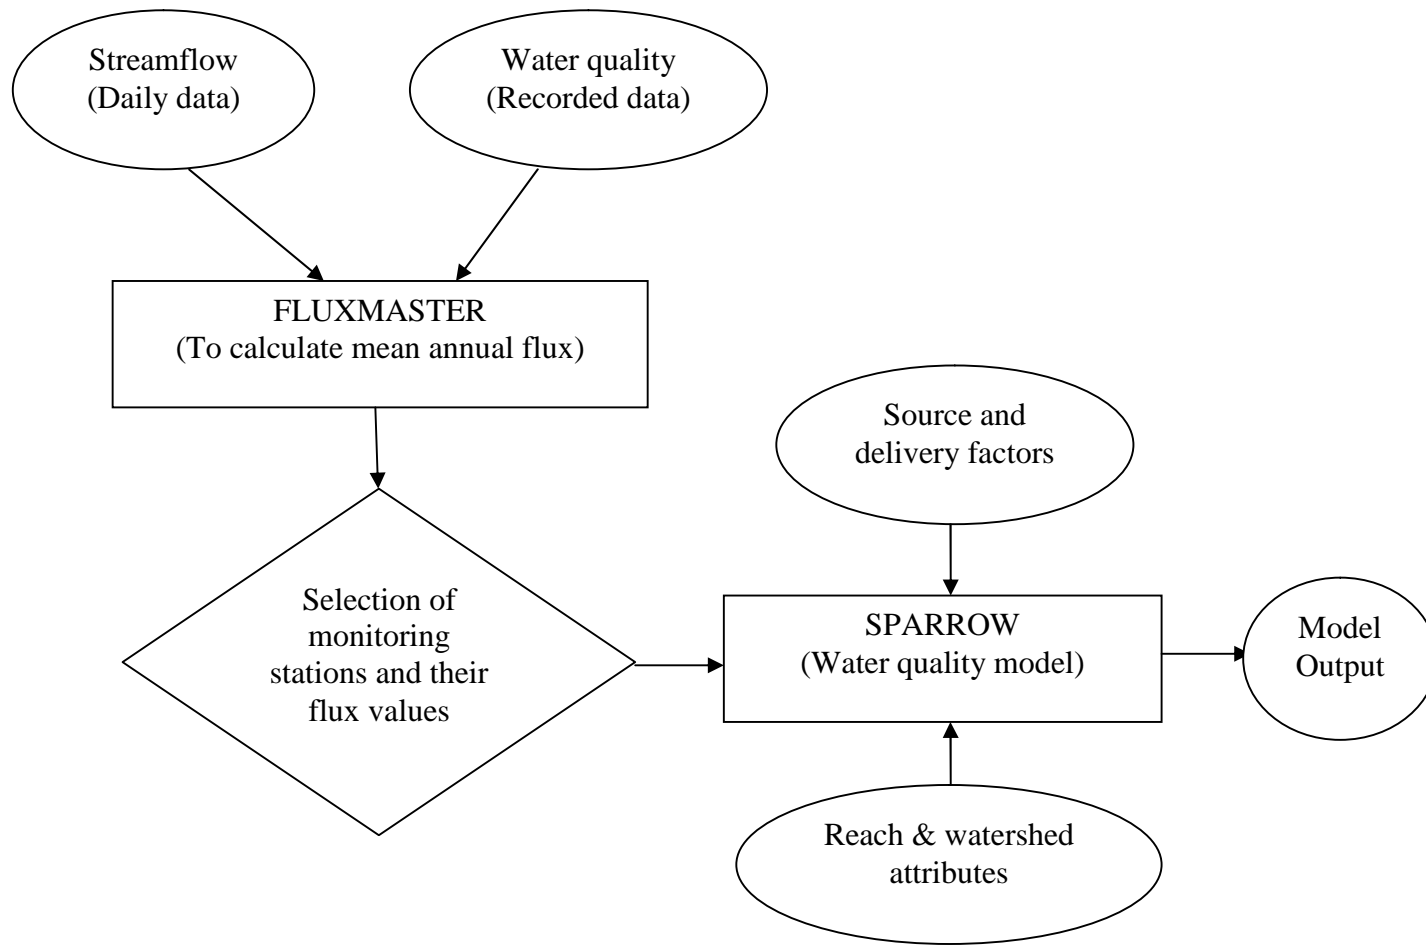 Streamflow
(Daily data)
Water quality
(Recorded data)
FLUXMASTER
(To calculate mean annual flux)
Source and
delivery factors
Selection of
monitoring
stations and their
flux values
SPARROW
(Water quality model)
Model
Output
Reach & watershed
attributes